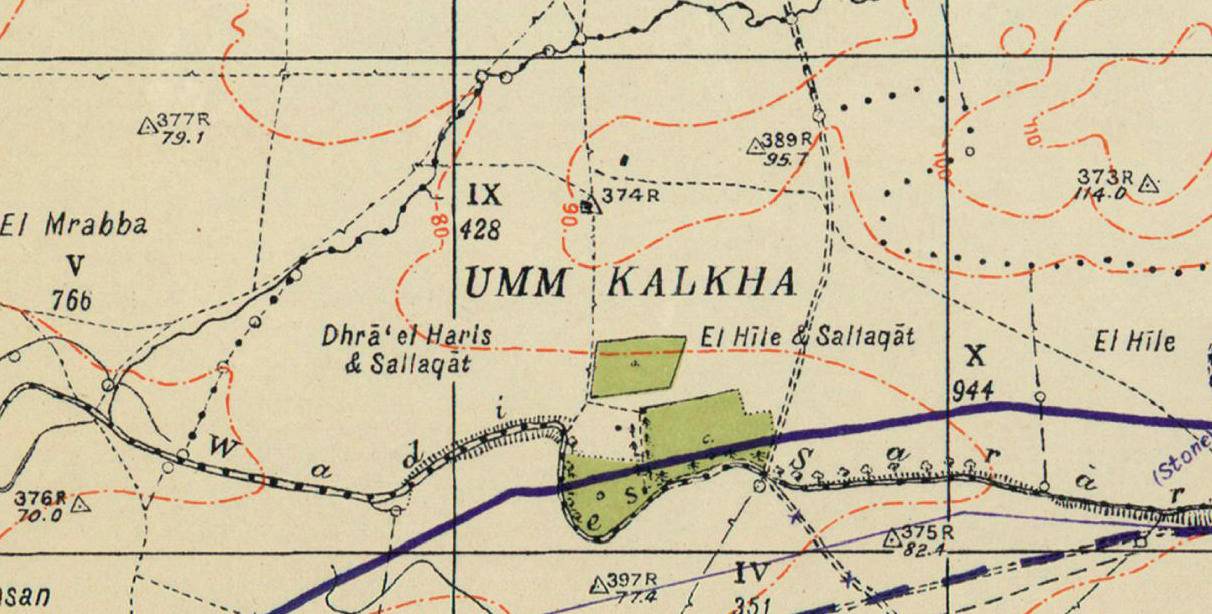 377R
79.1
389R
95.7
110
100
373R
114.0
374R
IX
428
80
90
El Mrabba
V
766
UMM KALKHA
Dhrā‘el Harīs
& Sallaqāt
El Hīle & Sallaqāt
El Hīle
X
944
W a d i e s S a r ā r
(Stone
376R
70.0
375R
82.4
397R
77.4
IV
351